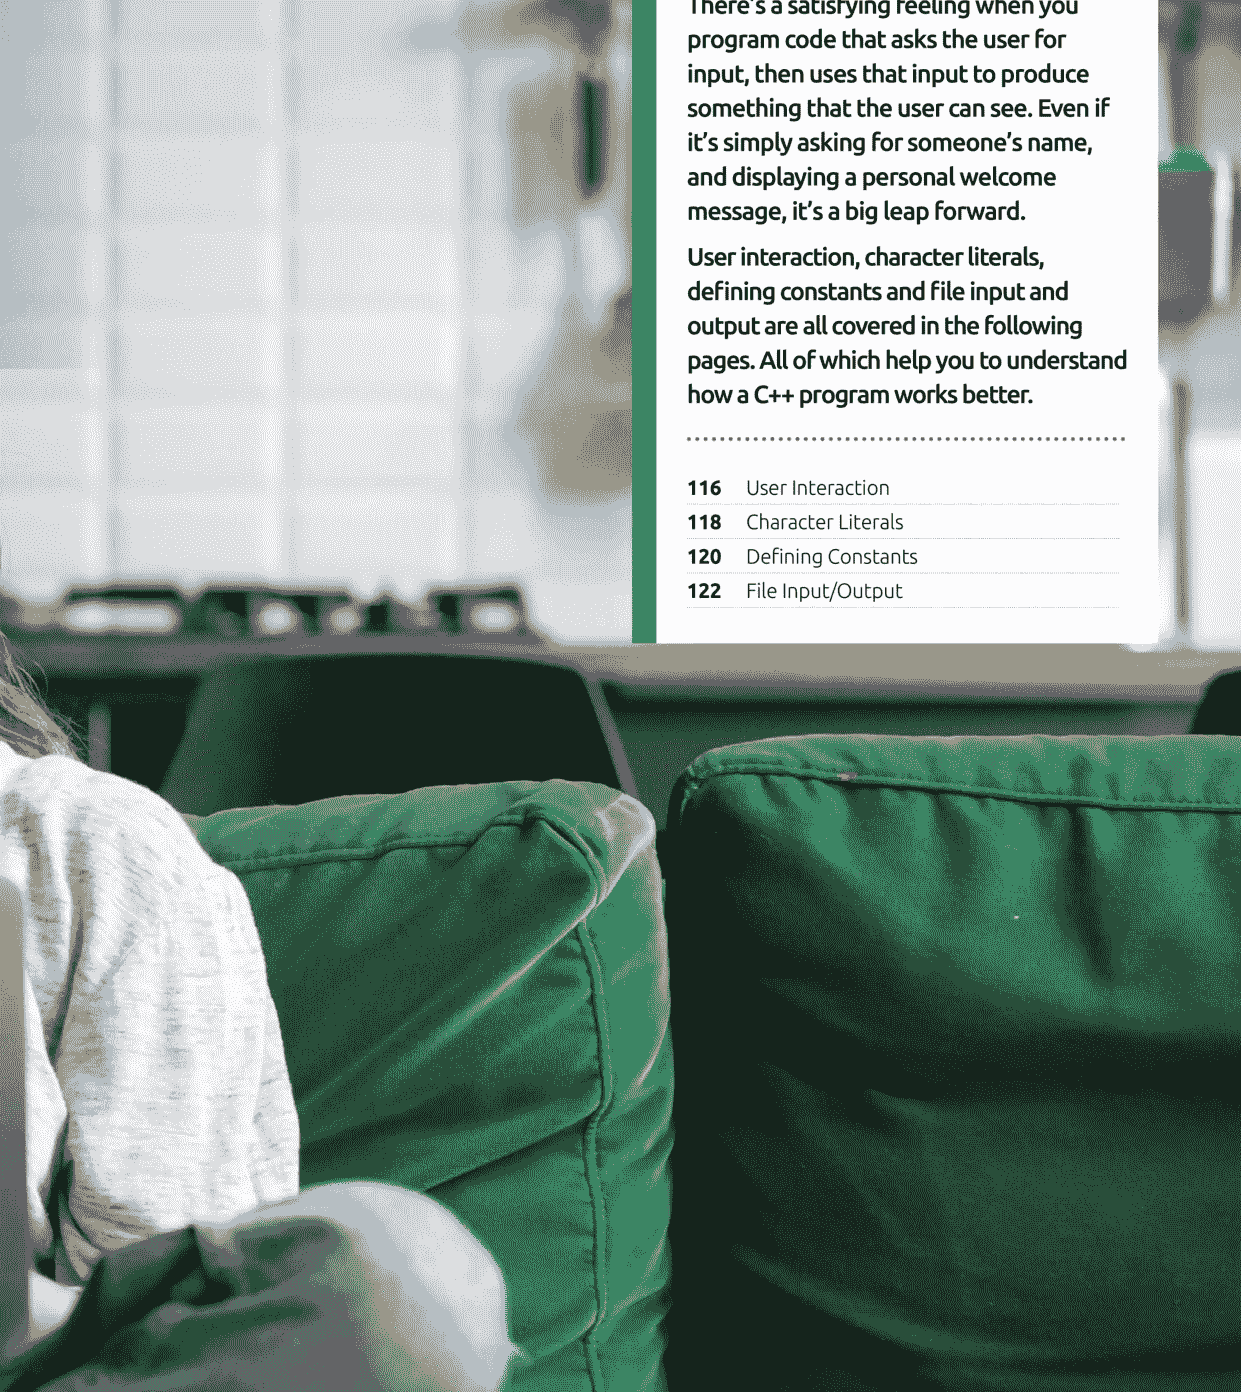 There's a satisfying feeling when you
program code that asks the user for
input, then uses that input to produce
something that the user can see. Even if
it's simply asking for someone's name,
and displaying a personal welcome
message, it's a big leap forward.
User interaction, character literals,
defining constants and file input and
output are all covered in the following
pages. All of which help you to understand
how a C++ program works better.
116 User Interaction
118 Character Literals
120 Defining Constants
122 File Input/Output